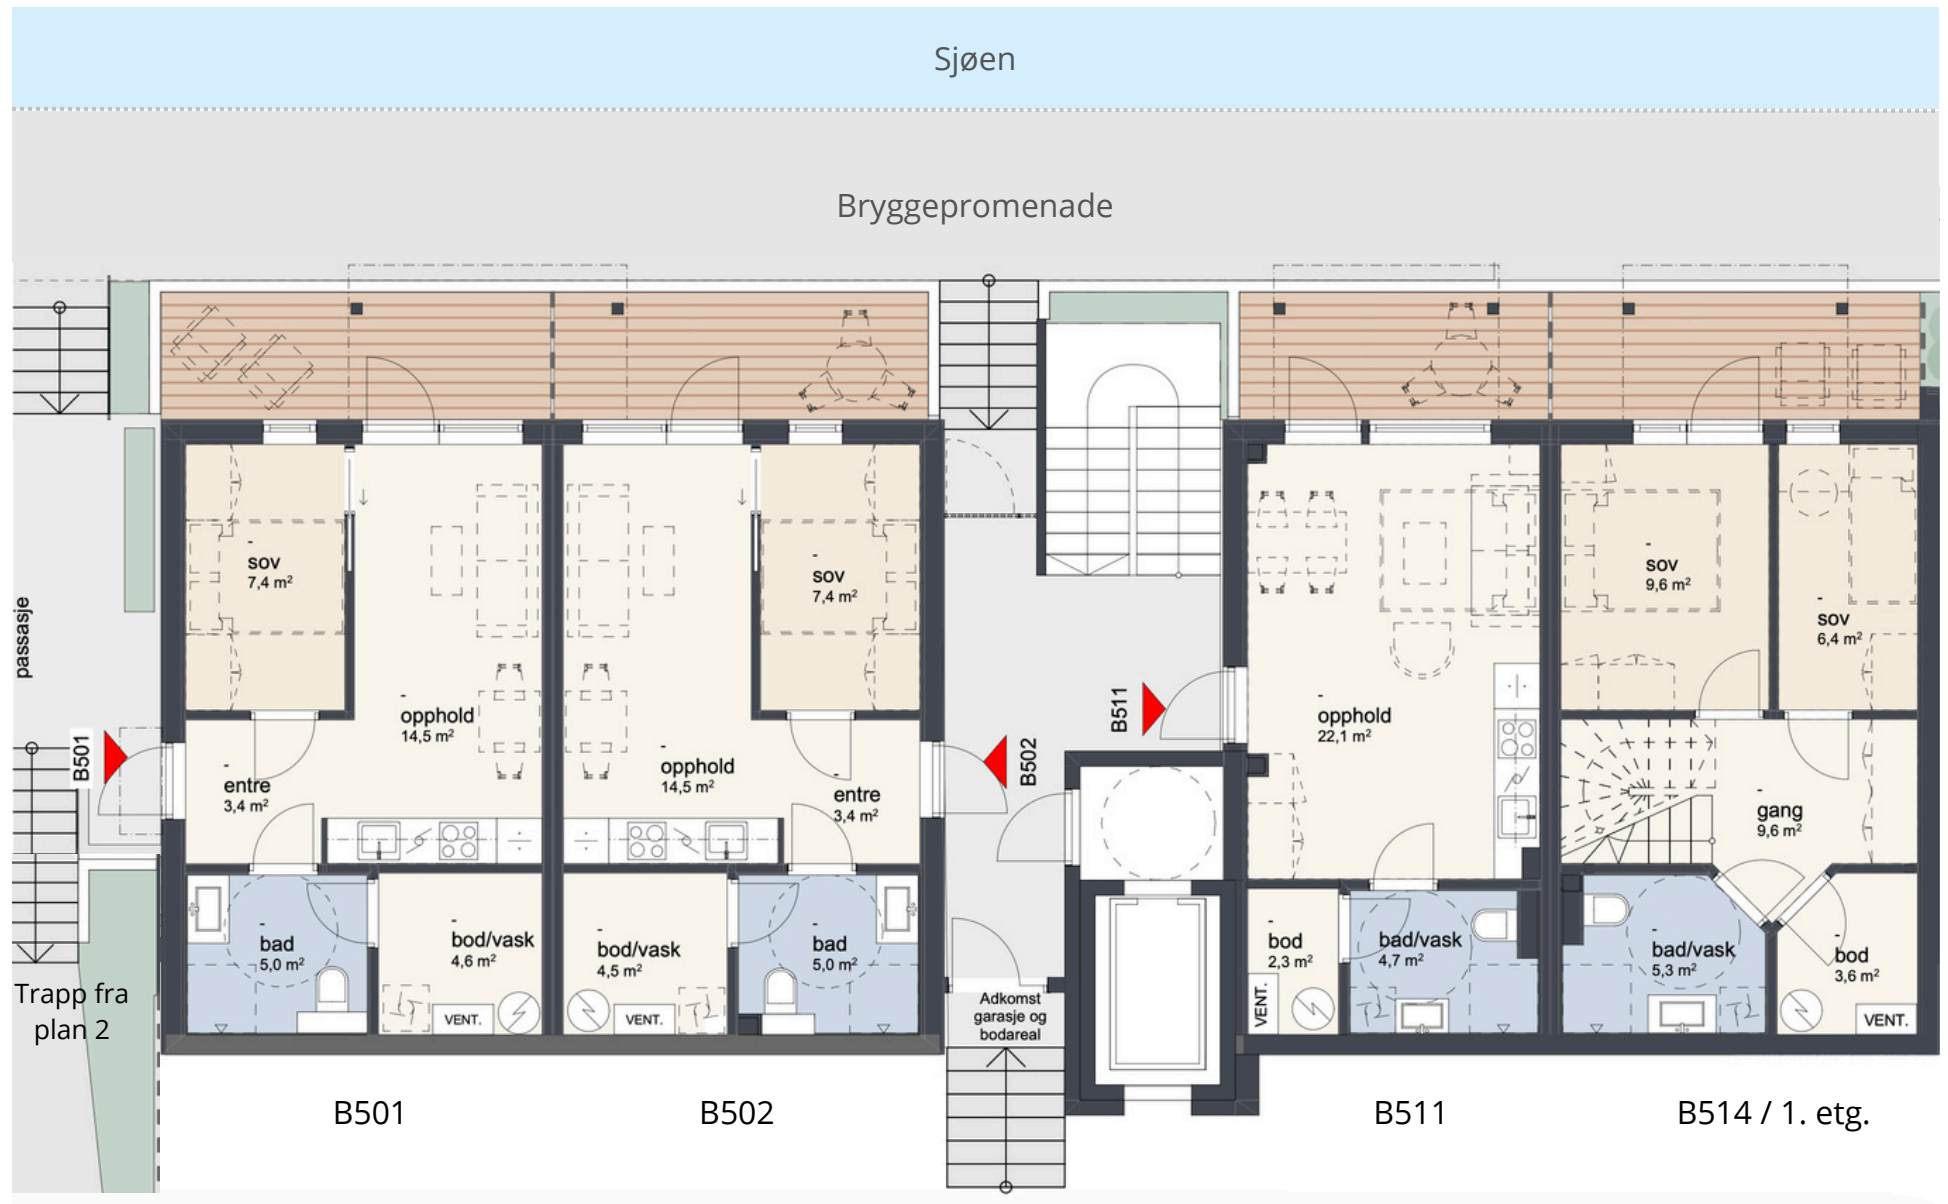 Sjøen
Bryggepromenade
passasje
B501
-
sov
7,4 m²
-
opphold
14,5 m²
-
entre
3,4 m²
-
bad
5,0 m²
-
bod/vask
4,6 m²
VENT.
-
sov
7,4 m²
-
opphold
14,5 m²
-
entre
3,4 m²
-
bod/vask
4,5 m²
VENT.
-
bad
5,0 m²
B502
B511
-
opphold
22,1 m²
-
bod
2,3 m²
VENT.
-
bad/vask
4,7 m²
-
sov
9,6 m²
-
sov
6,4 m²
-
gang
9,6 m²
-
bad/vask
5,3 m²
-
bod
3,6 m²
VENT.
Trapp fra
plan 2
Adkomst
garasje og
bodareal
B501
B502
B511
B514 / 1. etg.